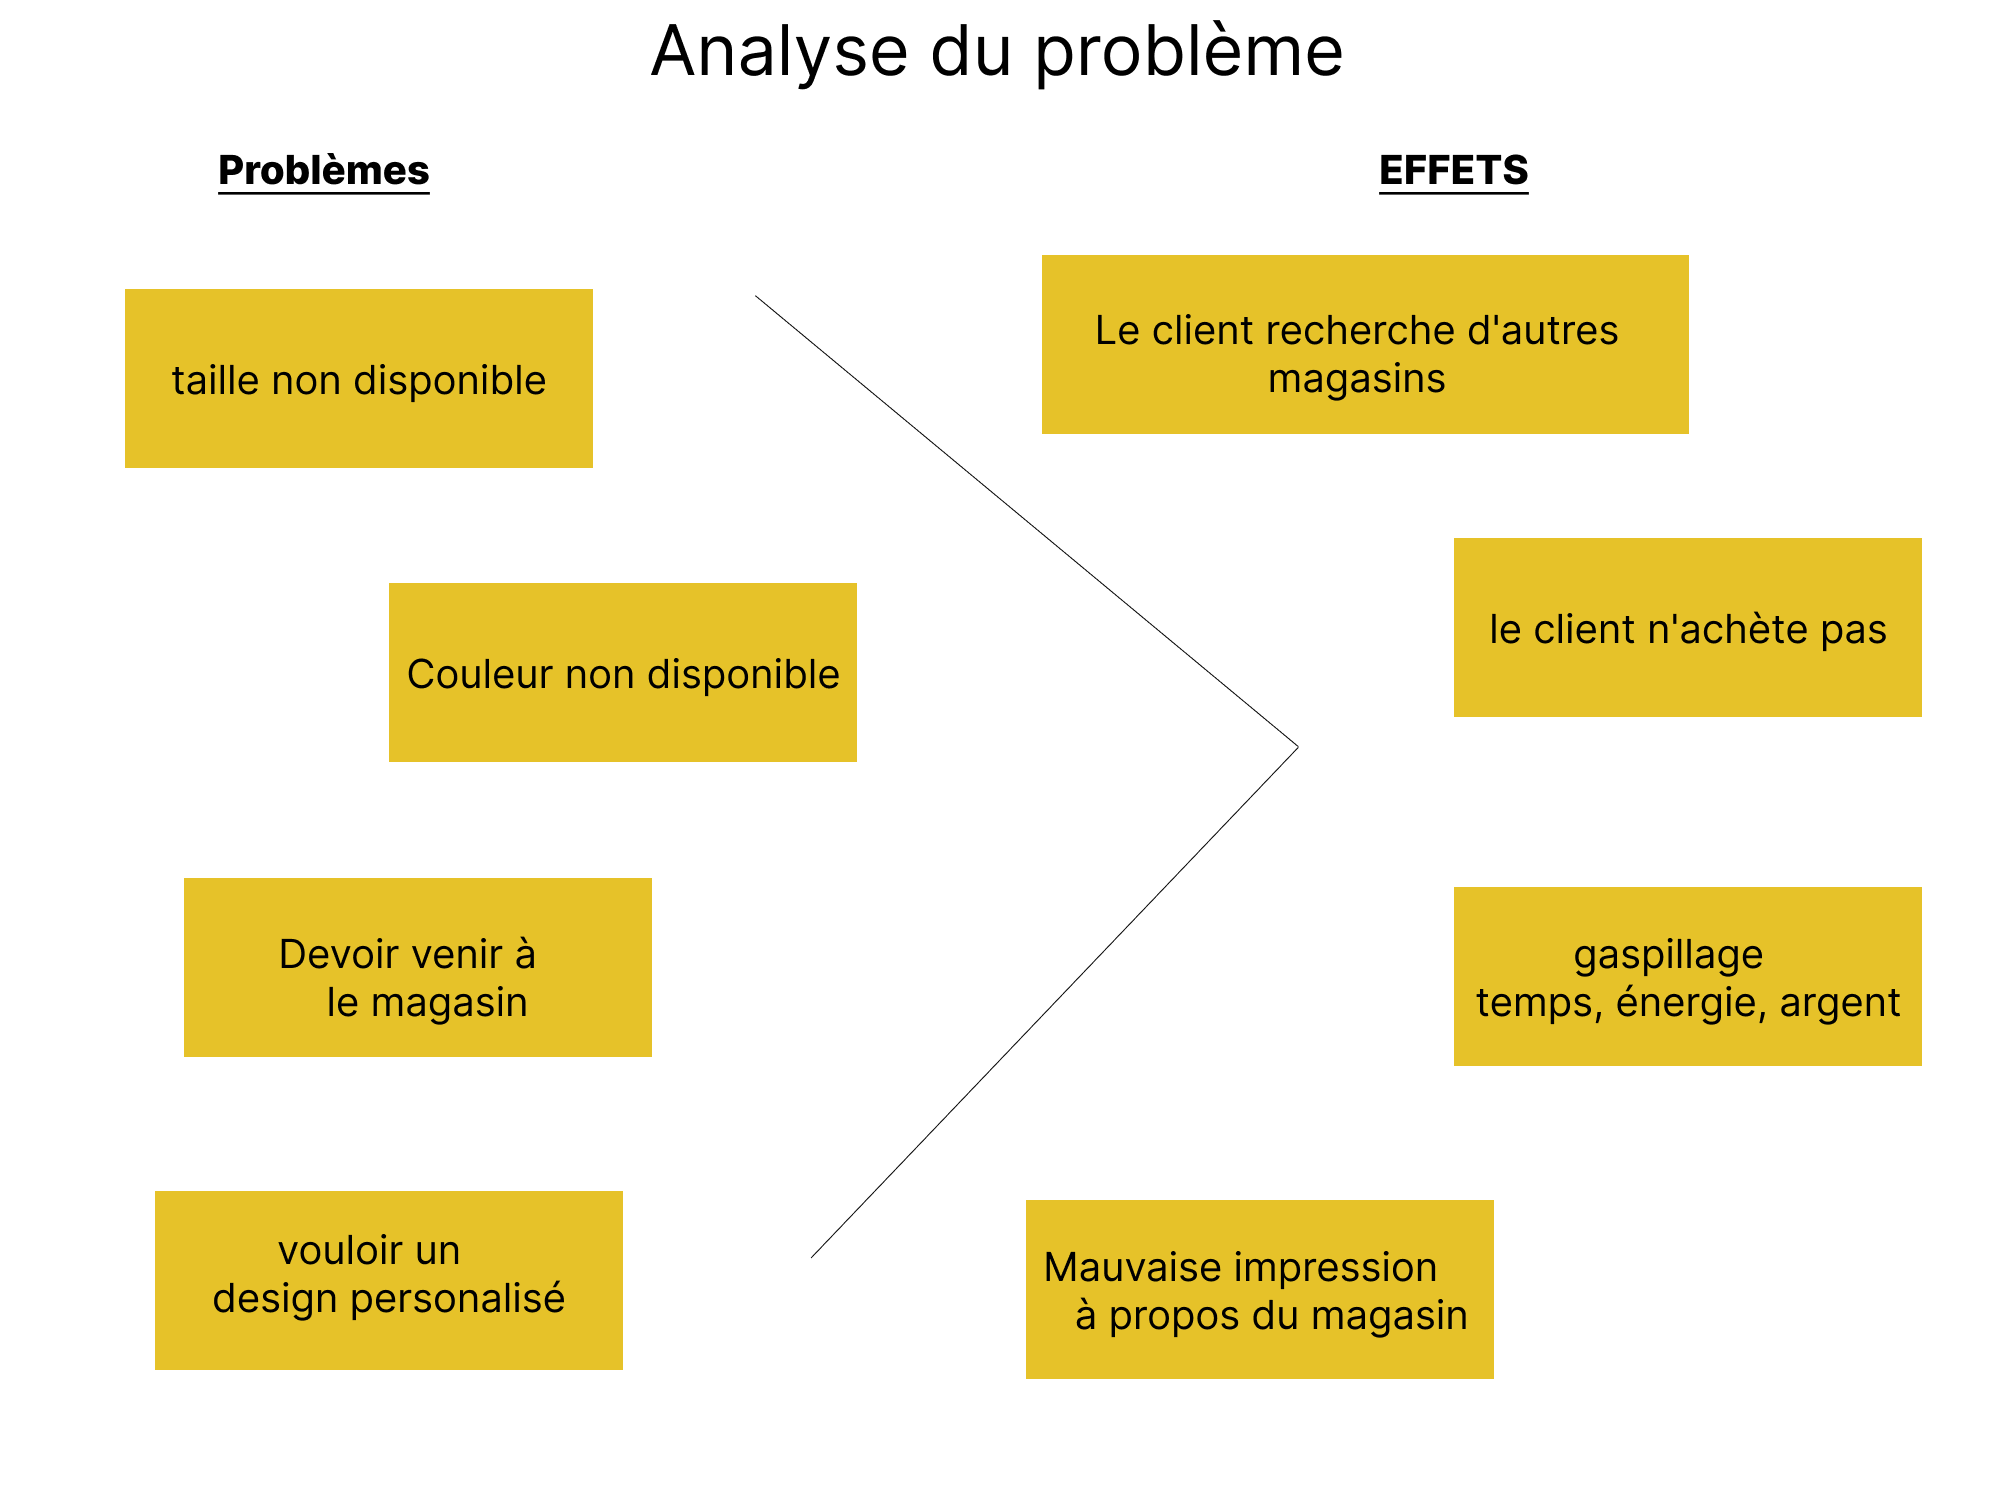 Analyse du problème
Problèmes
taille non disponible
Couleur non disponible
Devoir venir à
le magasin
vouloir un
design personalisé
EFFETS
Le client recherche d'autres
magasins
le client n'achète pas
gaspillage
temps, énergie, argent
Mauvaise impression
à propos du magasin